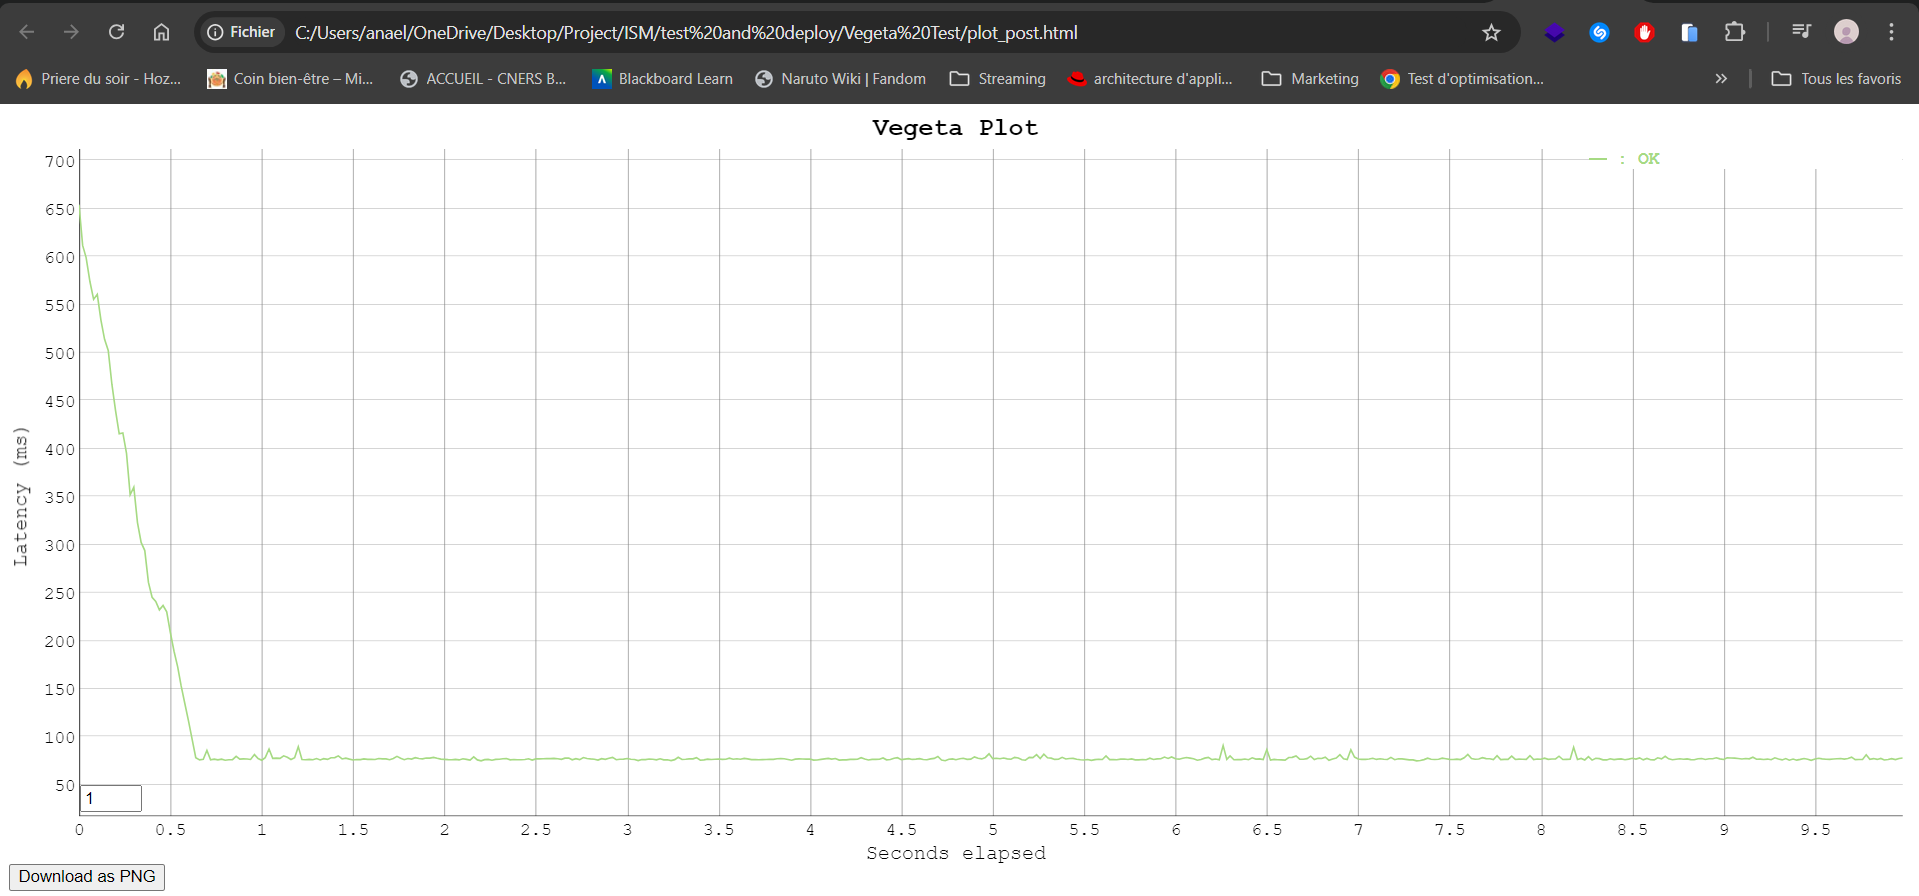 Fichier C:/Users/anael/OneDrive/Desktop/Project/ISM/test%20and%20deploy/Vegeta%20Test/plot_post.html
Priere du soir - Hoz... Coin bien-être – Mi... ACCUEIL - CNERS B... Blackboard Learn Naruto Wiki | Fandom Streaming architecture d'appli... Marketing Test d'optimisation... » Tous les favoris
Vegeta Plot
: OK
700
650
600
550
500
450
400
350
300
250
200
150
100
50
Latency (ms)
1
0 0.5 1 1.5 2 2.5 3 3.5 4 4.5 5 5.5 6 6.5 7 7.5 8 8.5 9 9.5
Seconds elapsed
Download as PNG